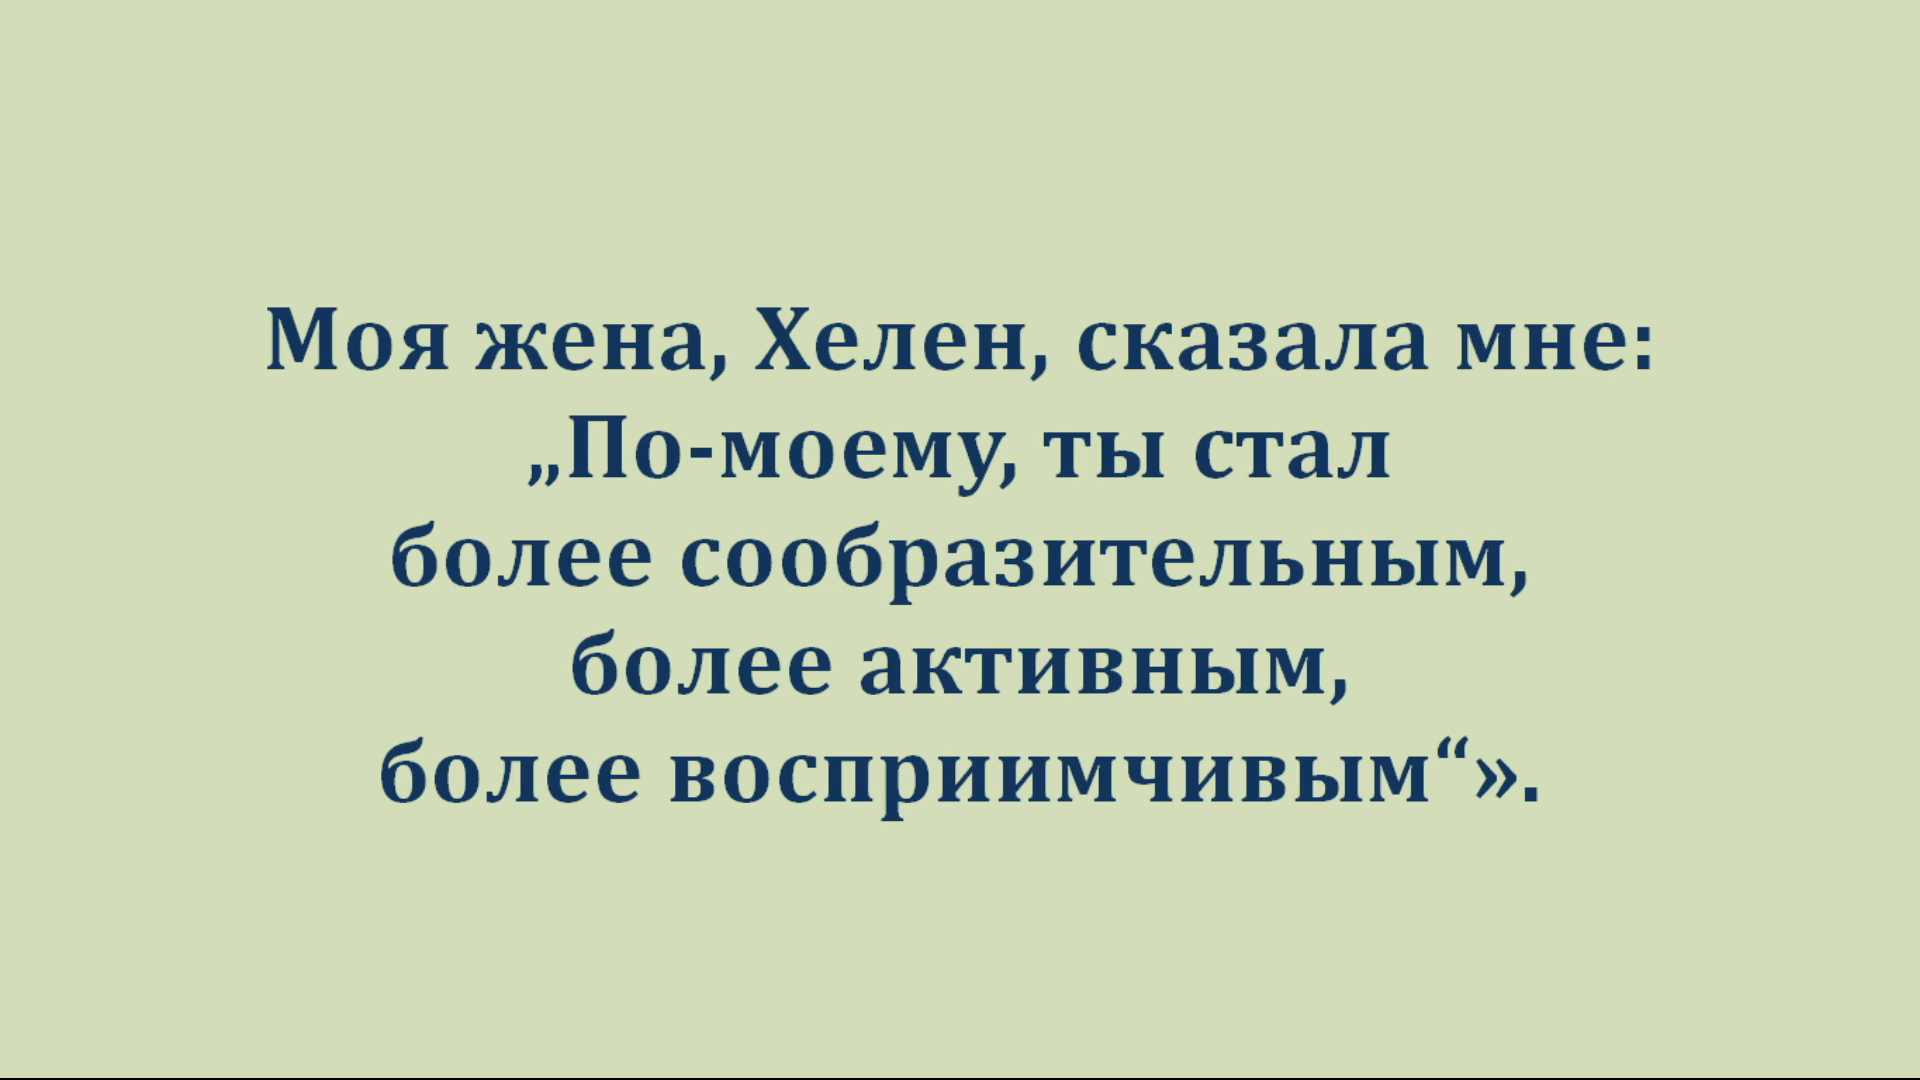 Моя жена, Хелен, сказала мне:
„По-моему, ты стал
более сообразительным,
более активным,
более восприимчивым“».